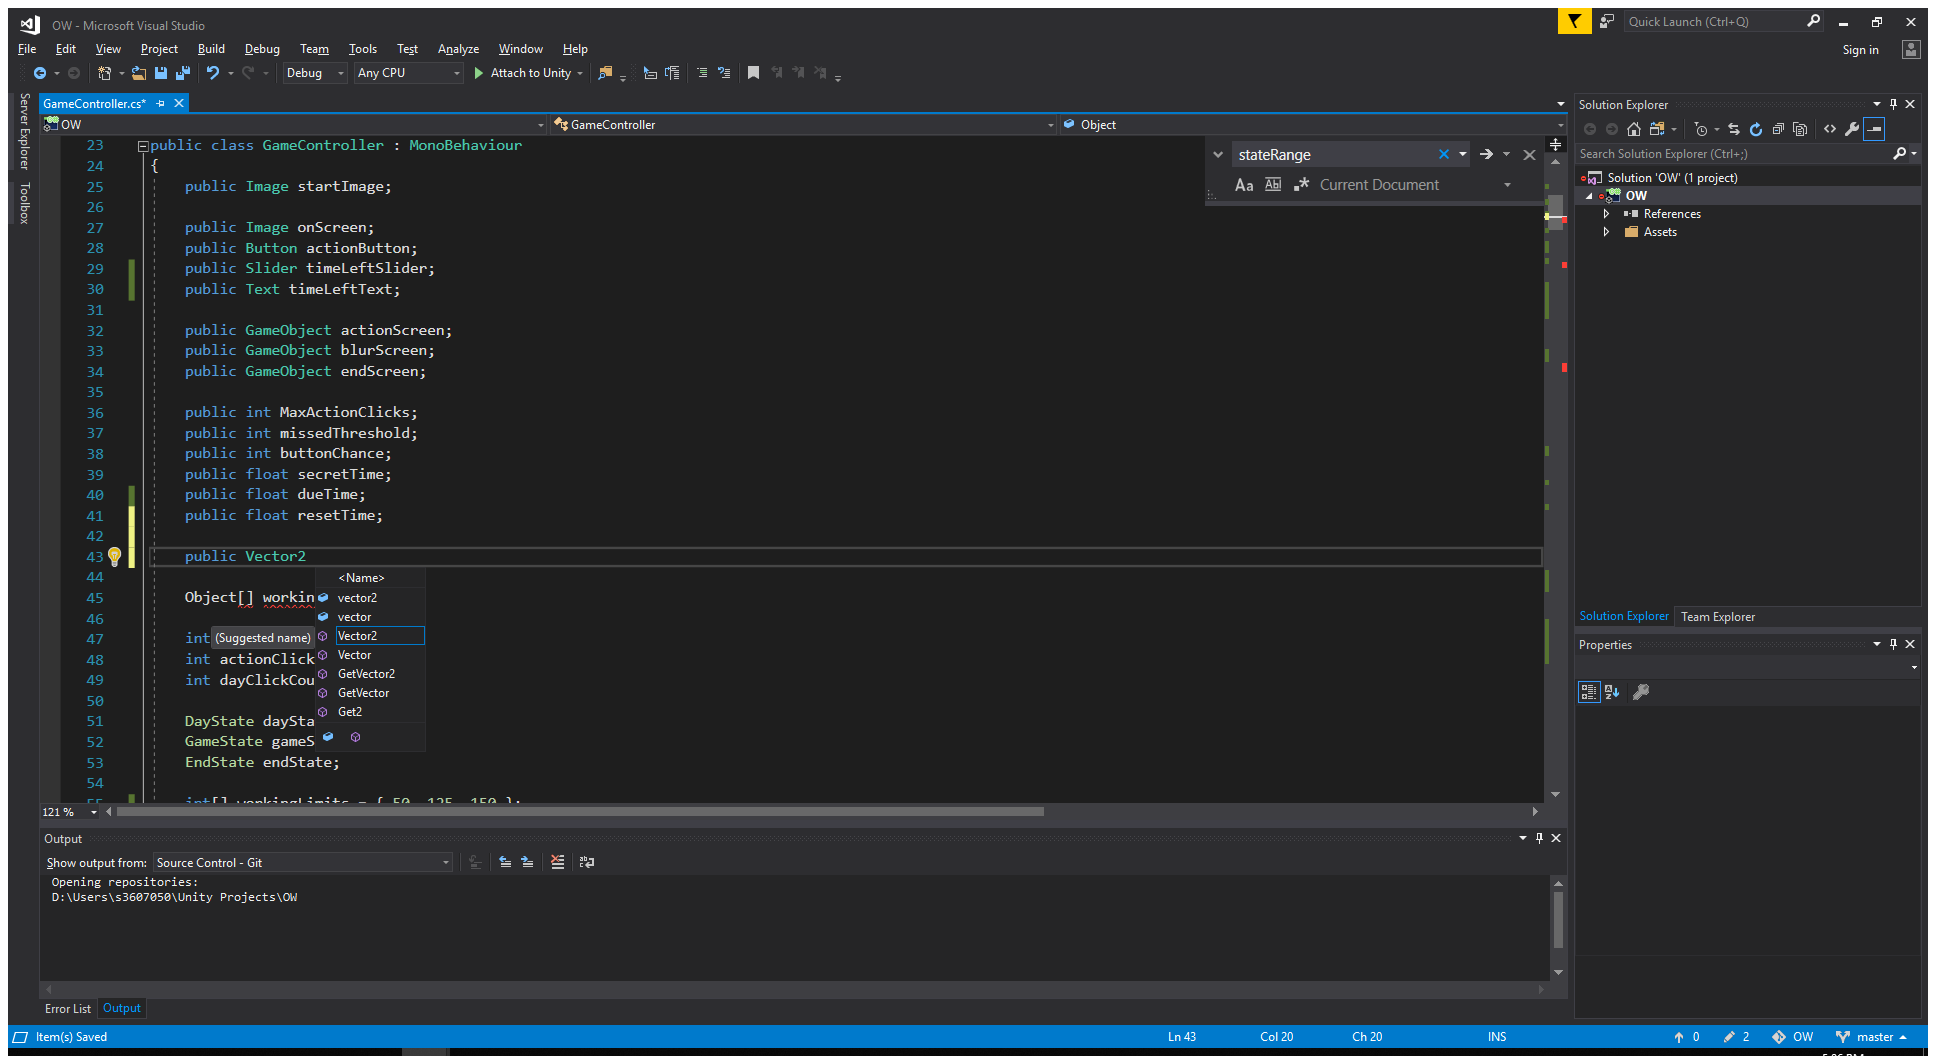 OW - Microsoft Visual Studio
Quick Launch (Ctrl+Q)
File Edit View Project Build Debug Team Tools Test Analyze Window Help
Sign in
Debug Any CPU Attach to Unity
Server Explorer
Toolbox
GameController.cs*
OW GameController Object
stateRange
Aa Abl Current Document
23 public class GameController : MonoBehaviour
24 {
25 public Image startImage;
26
27 public Image onScreen;
28 public Button actionButton;
29 public Slider timeLeftSlider;
30 public Text timeLeftText;
31
32 public GameObject actionScreen;
33 public GameObject blurScreen;
34 public GameObject endScreen;
35
36 public int MaxActionClicks;
37 public int missedThreshold;
38 public int buttonChance;
39 public float secretTime;
40 public float dueTime;
41 public float resetTime;
42
43 public Vector2
44
45 Object[] workin
46
47 int
48 int actionClick
49 int dayClickCou
50
51 DayState daySta
52 GameState gameS
53 EndState endState;
54
55 int[] workingLimits = { 50, 125, 150 };
<Name>
vector2
vector
(Suggested name) Vector2
Vector
GetVector2
GetVector
Get2
121 %
Output
Show output from: Source Control - Git
Opening repositories:
D:\Users\s3607050\Unity Projects\OW
Error List Output
Solution Explorer
Search Solution Explorer (Ctrl+;)
Solution 'OW' (1 project)
OW
References
Assets
Solution Explorer Team Explorer
Properties
Item(s) Saved Ln 43 Col 20 Ch 20 INS 0 2 OW master